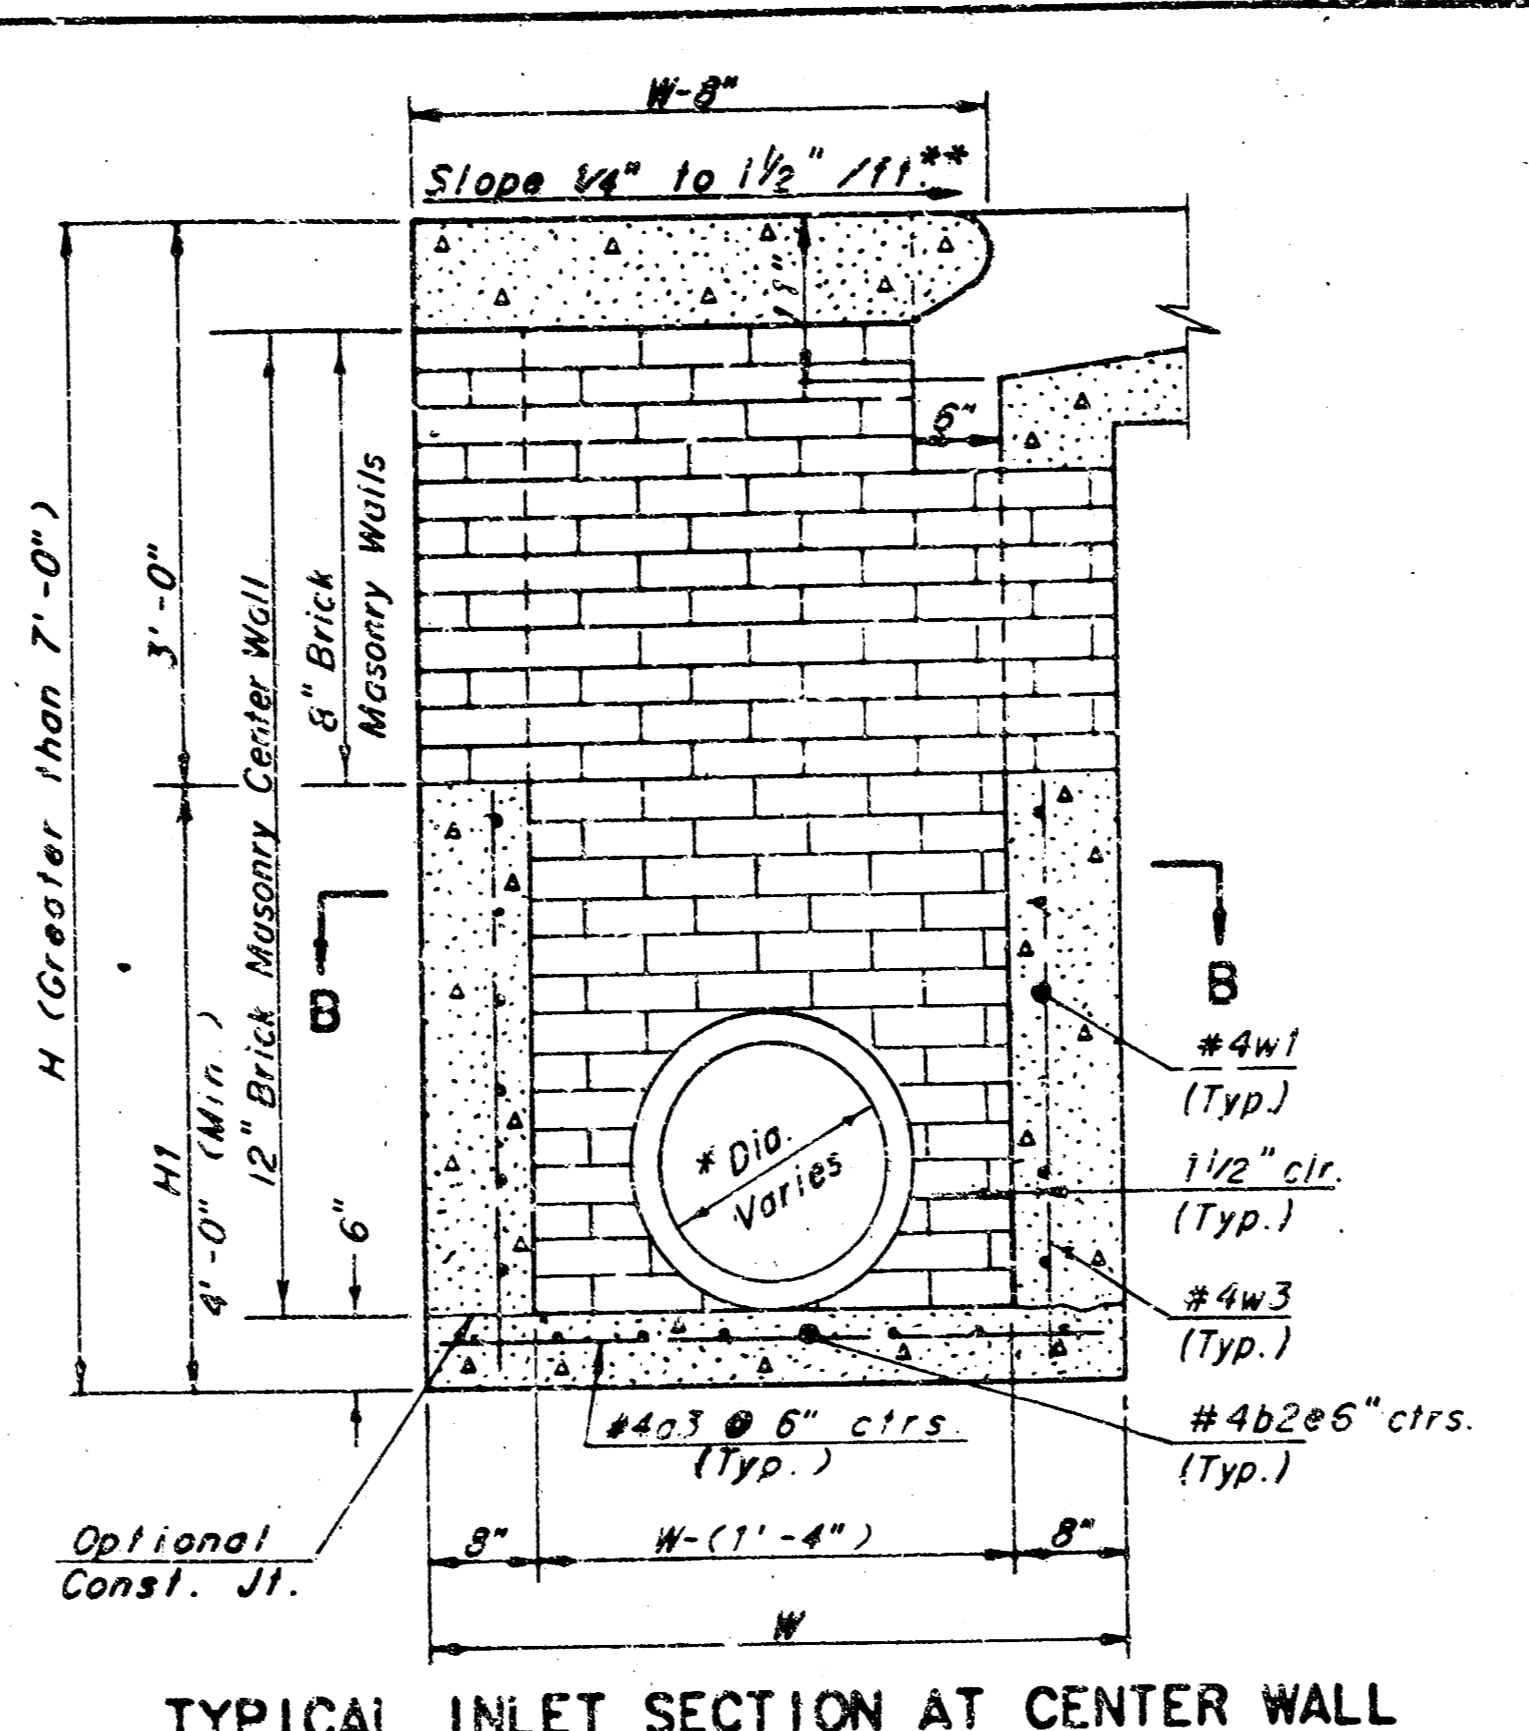 W-8"
Slope 1/4" to 1 1/2" /ft.**
6"
H (Greater than 7'-0")
3'-0"
12" Brick Masonry Center Wall
8" Brick
Masonry Walls
H1
4'-0" (Min.)
6"
B
B
#4w1
(Typ.)
1 1/2" clr.
(Typ.)
* Dia.
Varies
#4w3
(Typ.)
#4a3 @ 6" ctrs.
(Typ.)
#4b2@6" ctrs.
(Typ.)
Optional
Const. Jt.
8"
W-(1'-4")
8"
W
TYPICAL INLET SECTION AT CENTER WALL